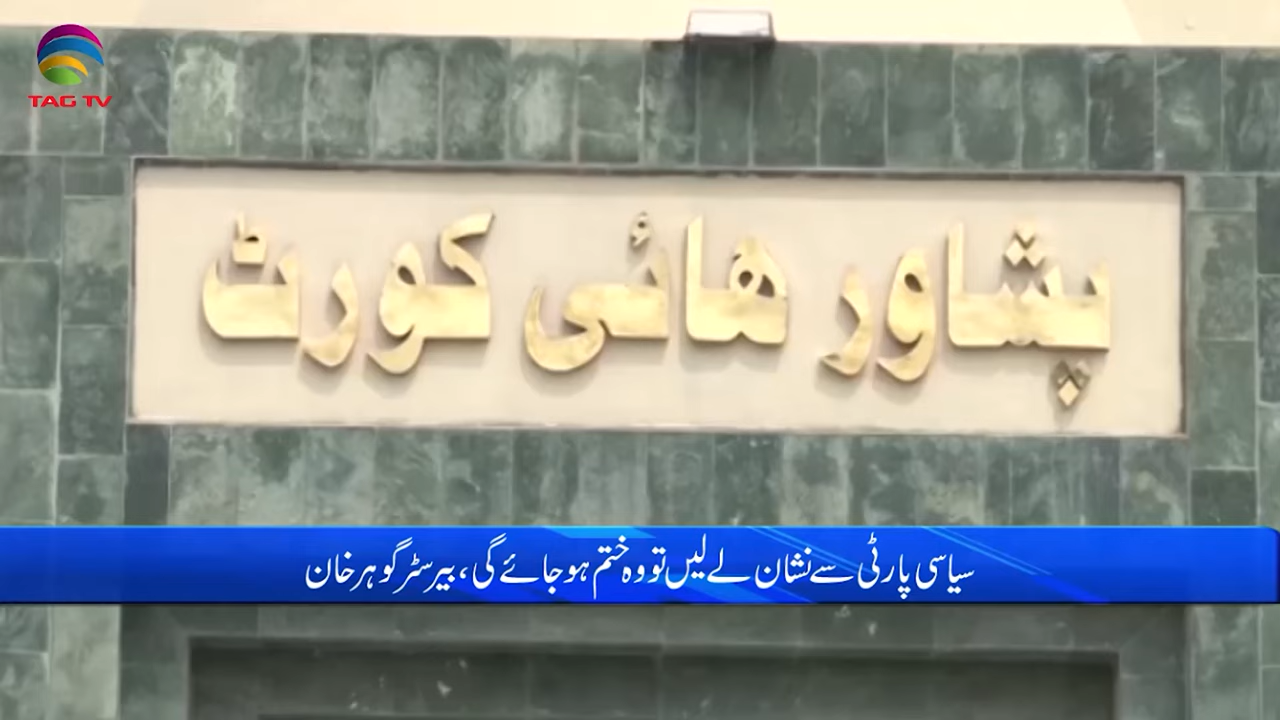 TAG TV
پشاور ھائی کورٹ
سیاسی پارٹی سے نشان لے لیں تو وہ ختم ہو جائے گی، بیرسٹر گوہر خان